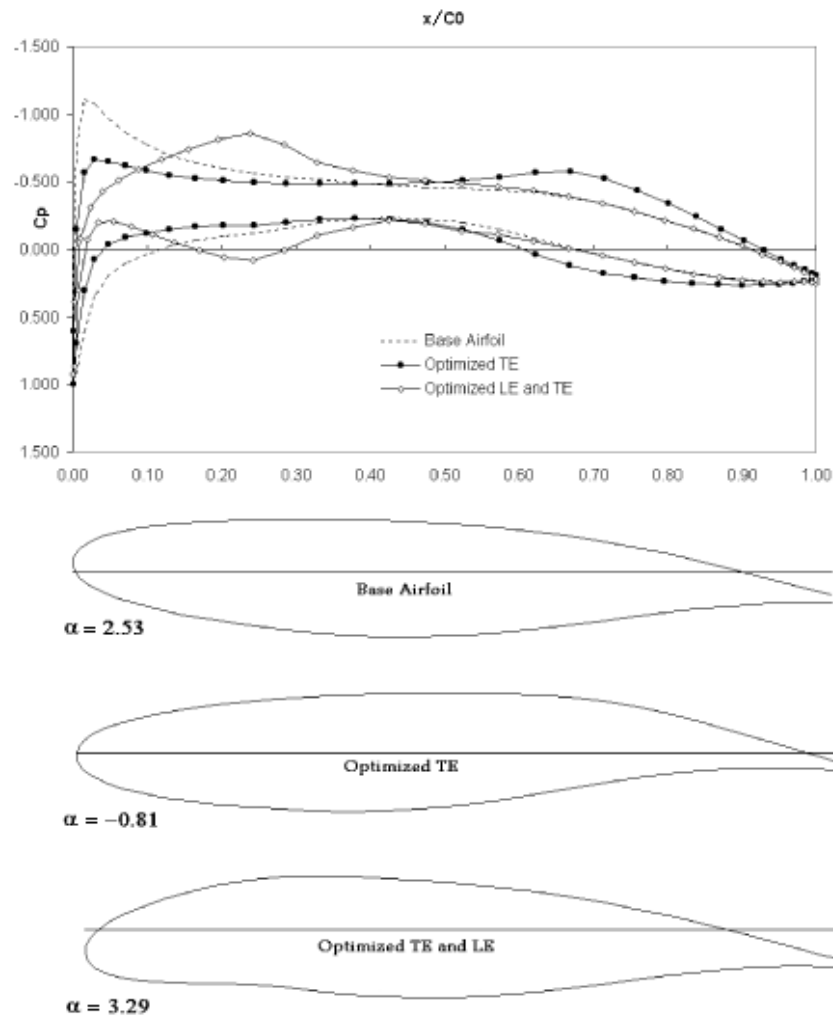 x/C0
-1.500
-1.000
-0.500
0.000
0.500
1.000
1.500
Cp
Base Airfoil
Optimized TE
Optimized LE and TE
0.00 0.10 0.20 0.30 0.40 0.50 0.60 0.70 0.80 0.90 1.00
Base Airfoil
α = 2.53
Optimized TE
α = −0.81
Optimized TE and LE
α = 3.29